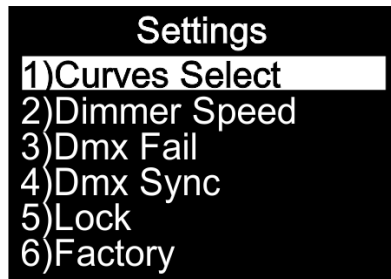 Settings
1)Curves Select
2)Dimmer Speed
3)Dmx Fail
4)Dmx Sync
5)Lock
6)Factory